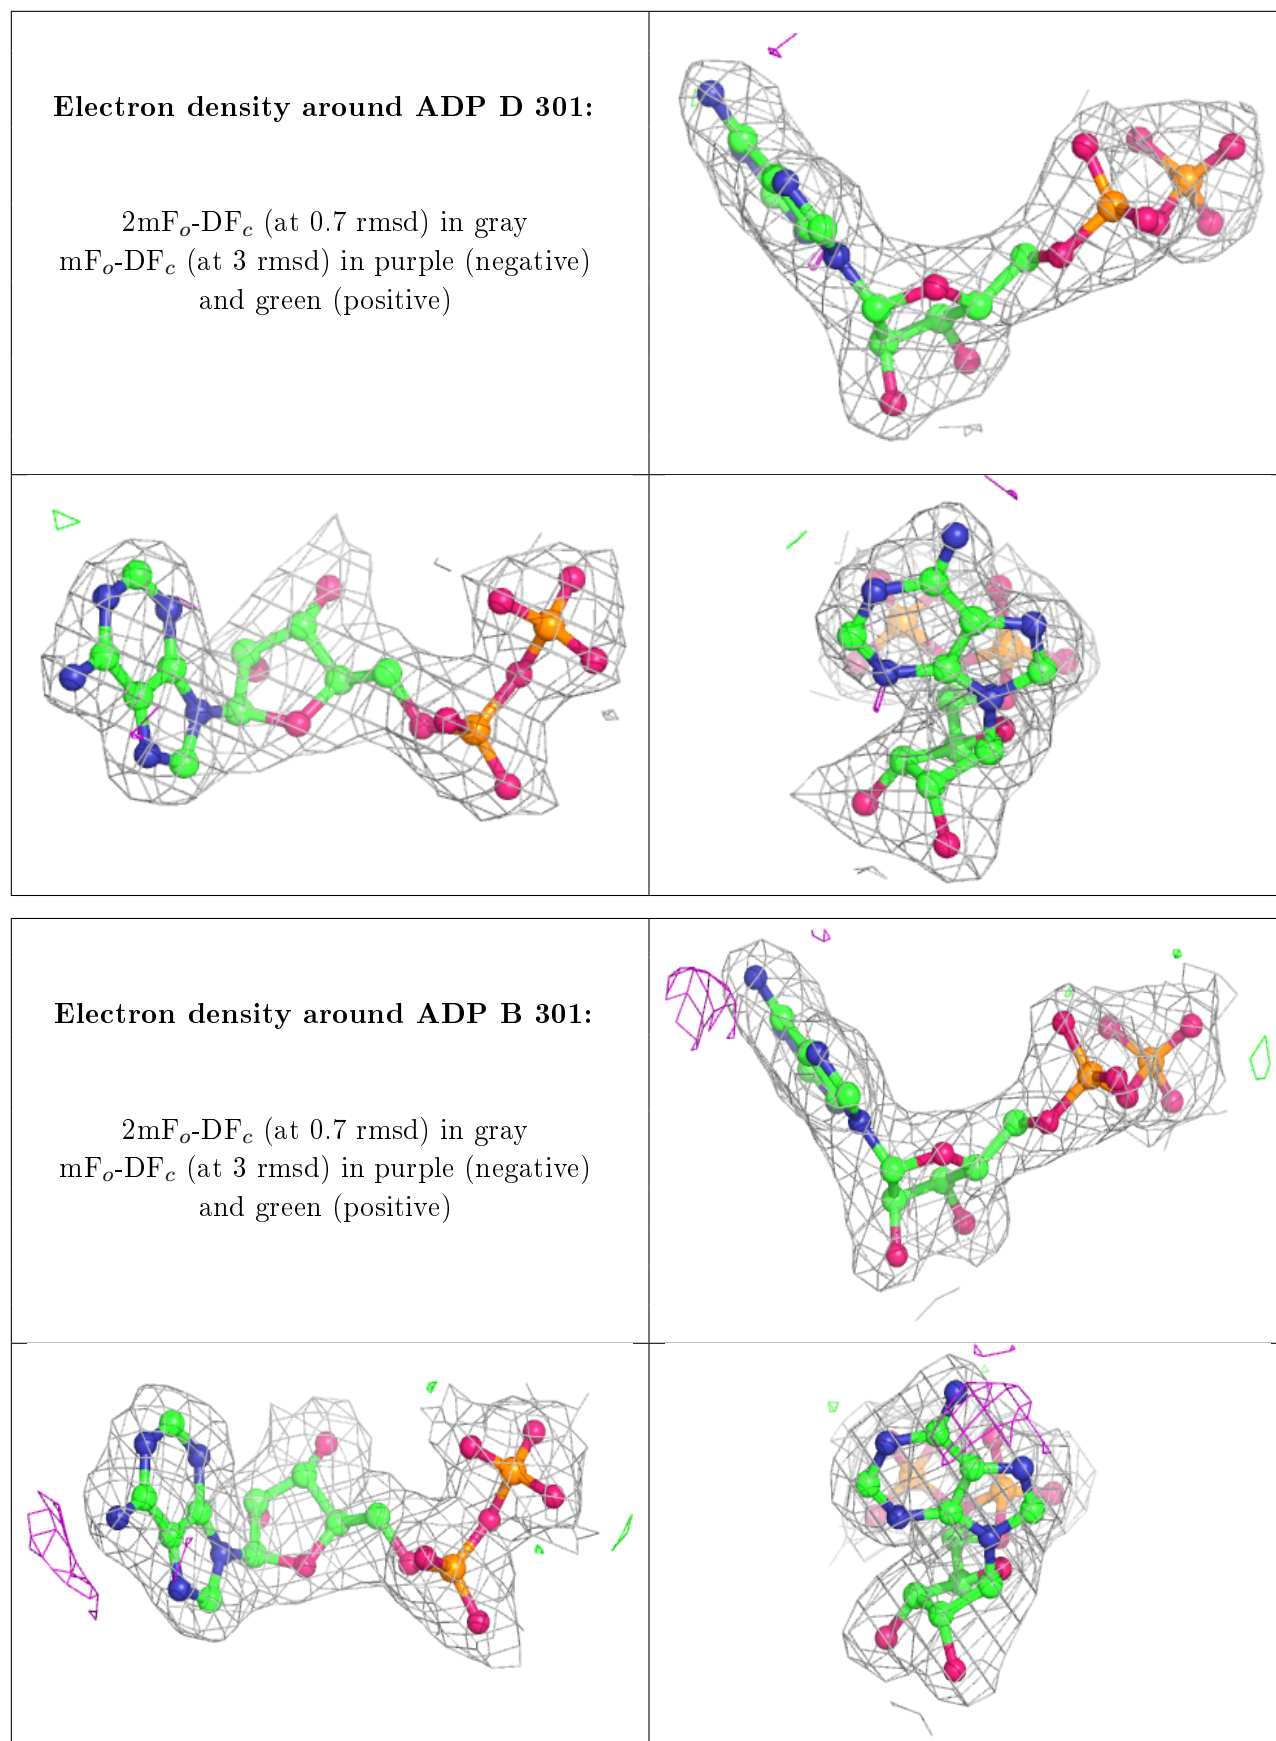 Electron density around ADP D 301:
2mFo-DFc (at 0.7 rmsd) in gray
mFo-DFc (at 3 rmsd) in purple (negative)
and green (positive)
Electron density around ADP B 301:
2mFo-DFc (at 0.7 rmsd) in gray
mFo-DFc (at 3 rmsd) in purple (negative)
and green (positive)